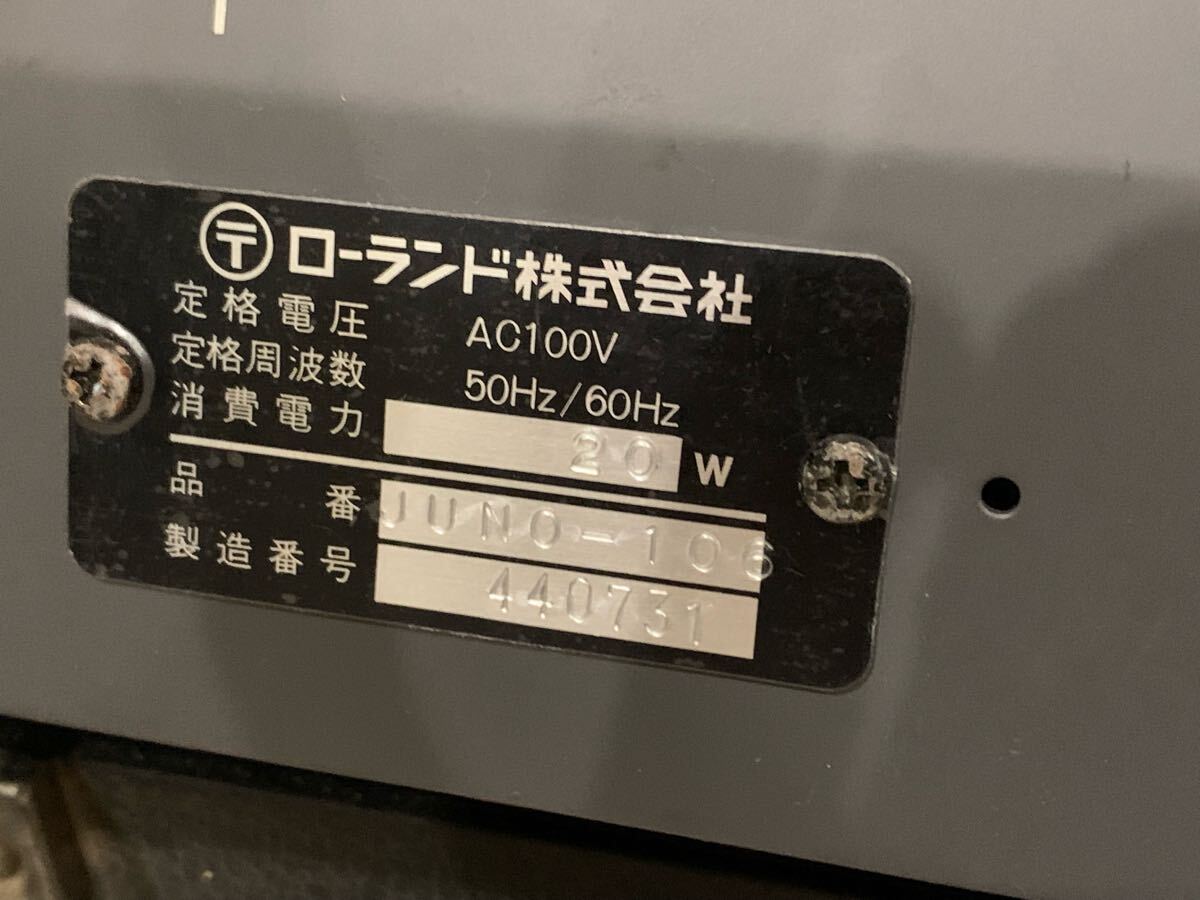 〒 ローランド株式会社
定格電圧 AC100V
定格周波数 50Hz/60Hz
消費電力 20 W
品番 JUNO-106
製造番号 440731